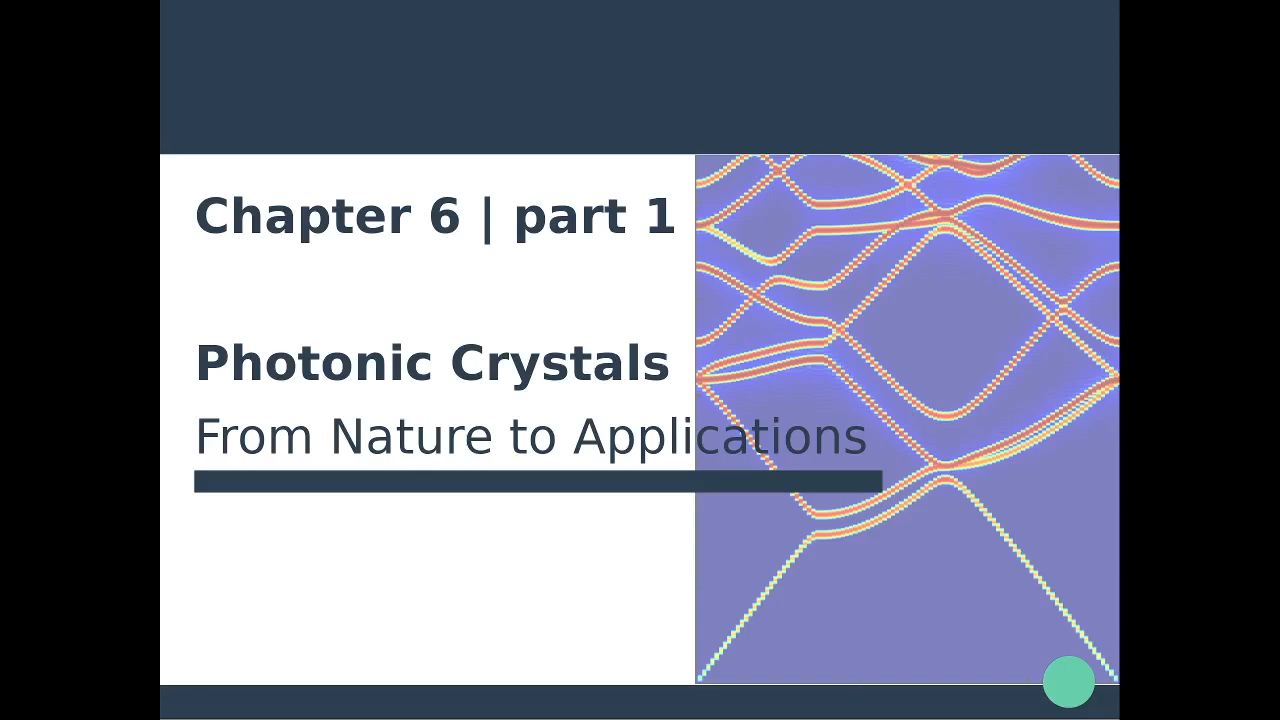 Chapter 6 | part 1
Photonic Crystals
From Nature to Applications